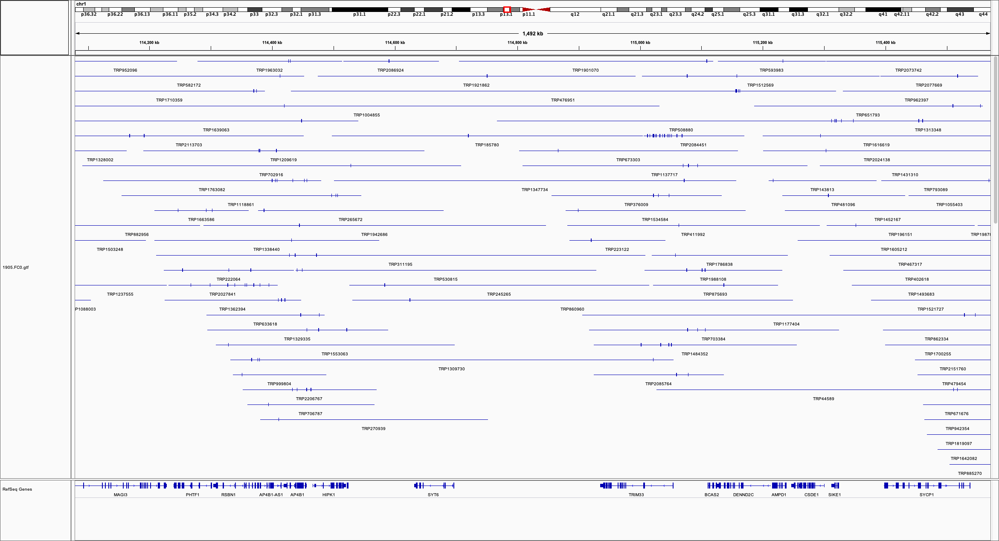 chr1
p36.32 p36.22 p36.13 p36.11 p35.2 p34.3 p34.2 p33 p32.3 p32.1 p31.3 p31.1 p22.3 p22.1 p21.2 p13.3 p13.1 p11.1 q12 q21.1 q21.3 q23.1 q23.3 q24.2 q25.1 q25.3 q31.1 q31.3 q32.1 q32.2 q41 q42.11 q42.2 q43 q44
1,492 kb
114,200 kb 114,400 kb 114,600 kb 114,800 kb 115,000 kb 115,200 kb 115,400 kb
TRP952096 TRP1963032 TRP2086924 TRP1901070 TRP593983 TRP2073742
TRP582172 TRP1921862 TRP1512569 TRP2077669
TRP1710359 TRP476951 TRP962397
TRP1004855 TRP651793
TRP1639063 TRP508880 TRP1313348
TRP2113703 TRP185780 TRP2084451 TRP1616619
TRP1328002 TRP1209619 TRP673303 TRP2024138
TRP702916 TRP1137717 TRP1431310
TRP1763082 TRP1347734 TRP143813 TRP793089
TRP1118861 TRP376009 TRP481096 TRP1055403
TRP1663586 TRP265672 TRP1534584 TRP1452167
TRP882956 TRP1942686 TRP411992 TRP196151 TRP1987
TRP1503248 TRP1338440 TRP223122 TRP1605212
TRP311195 TRP1786838 TRP467317
1905.FC0.gtf
TRP222064 TRP530815 TRP1988108 TRP402618
TRP1237555 TRP2027841 TRP245265 TRP875693 TRP1493683
P1088003 TRP1362394 TRP860960 TRP1521727
TRP633618 TRP1177404
TRP1329335 TRP703384 TRP862334
TRP1553063 TRP1484352 TRP1700255
TRP1309730 TRP2151760
TRP999804 TRP2085764 TRP479454
TRP2206767 TRP44589
TRP706787 TRP671676
TRP270939 TRP942354
TRP1819097
TRP1642082
TRP885270
RefSeq Genes
MAGI3 PHTF1 RSBN1 AP4B1-AS1 AP4B1 HIPK1 SYT6 TRIM33 BCAS2 DENND2C AMPD1 CSDE1 SIKE1 SYCP1